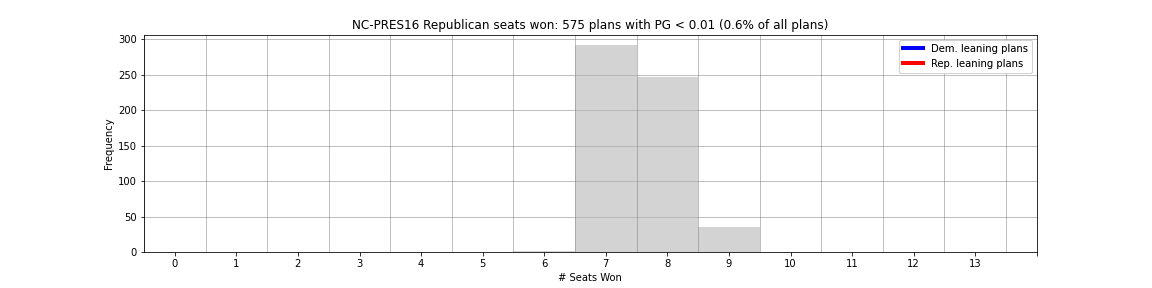 NC-PRES16 Republican seats won: 575 plans with PG < 0.01 (0.6% of all plans)
Dem. leaning plans
Rep. leaning plans
Frequency
300
250
200
150
100
50
0
0 1 2 3 4 5 6 7 8 9 10 11 12 13
# Seats Won